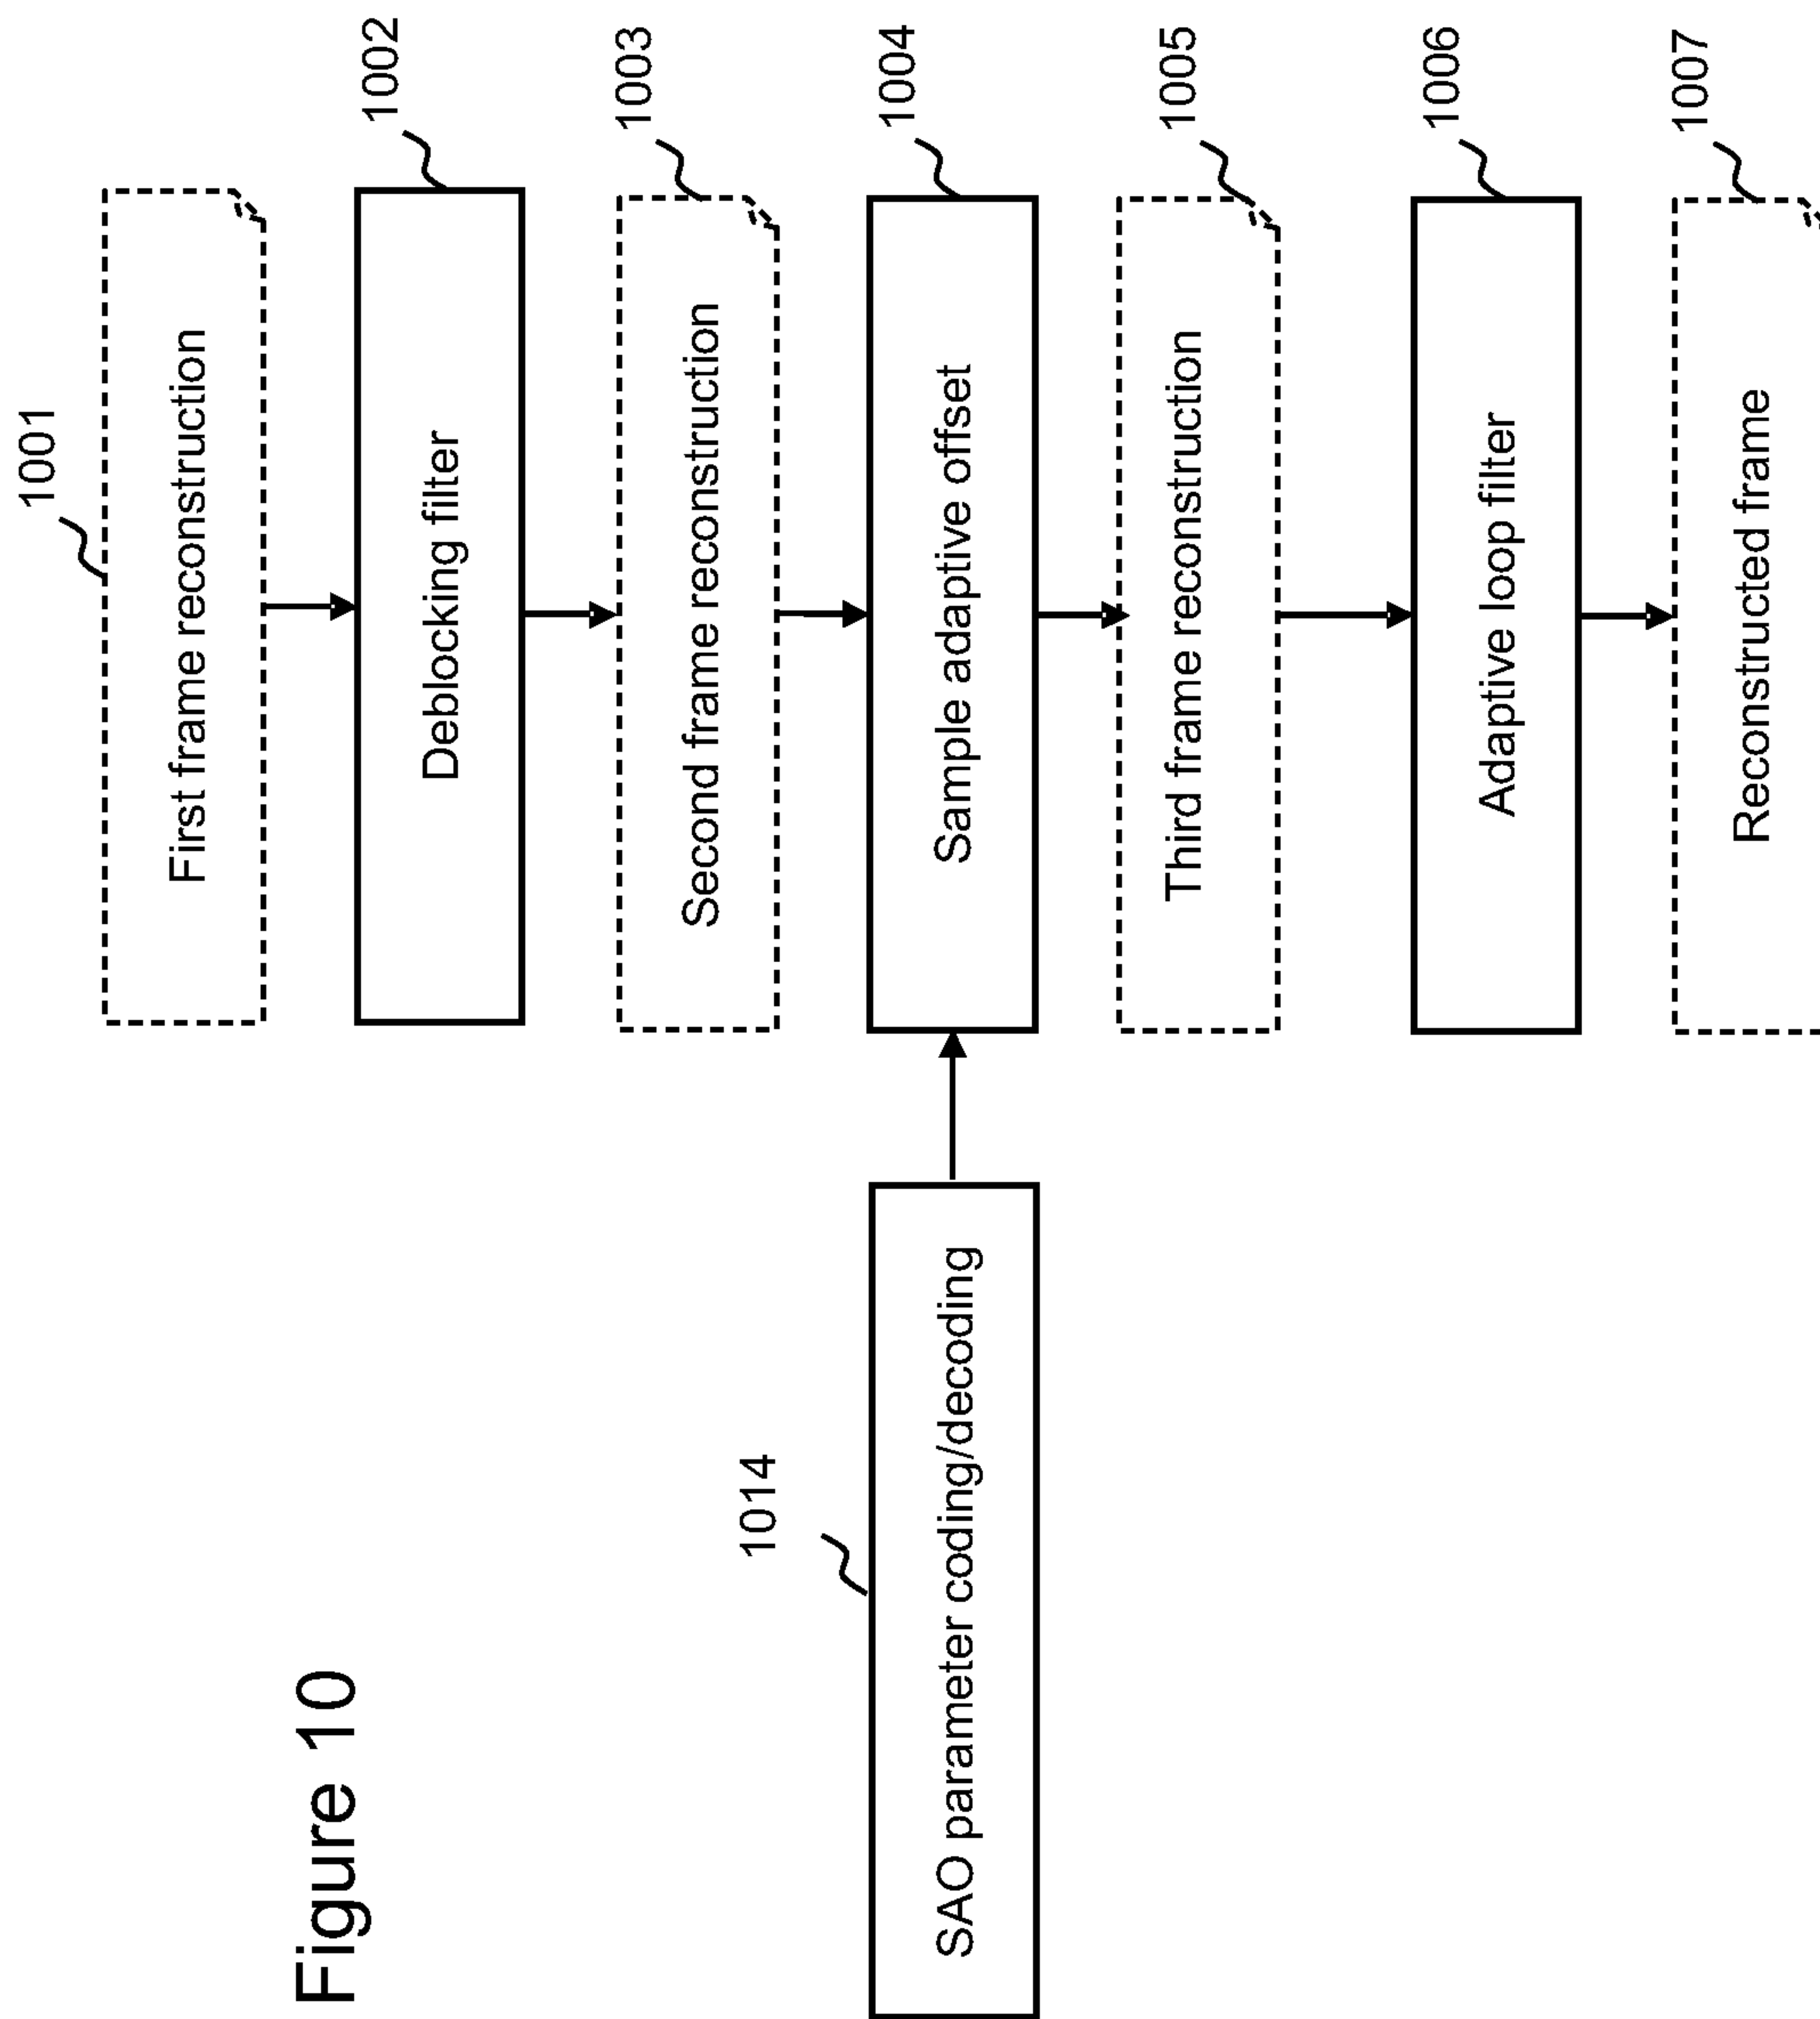 Figure 10
1001
First frame reconstruction
1002
Deblocking filter
1003
Second frame reconstruction
1014
SAO parameter coding/decoding
1004
Sample adaptive offset
1005
Third frame reconstruction
1006
Adaptive loop filter
1007
Reconstructed frame